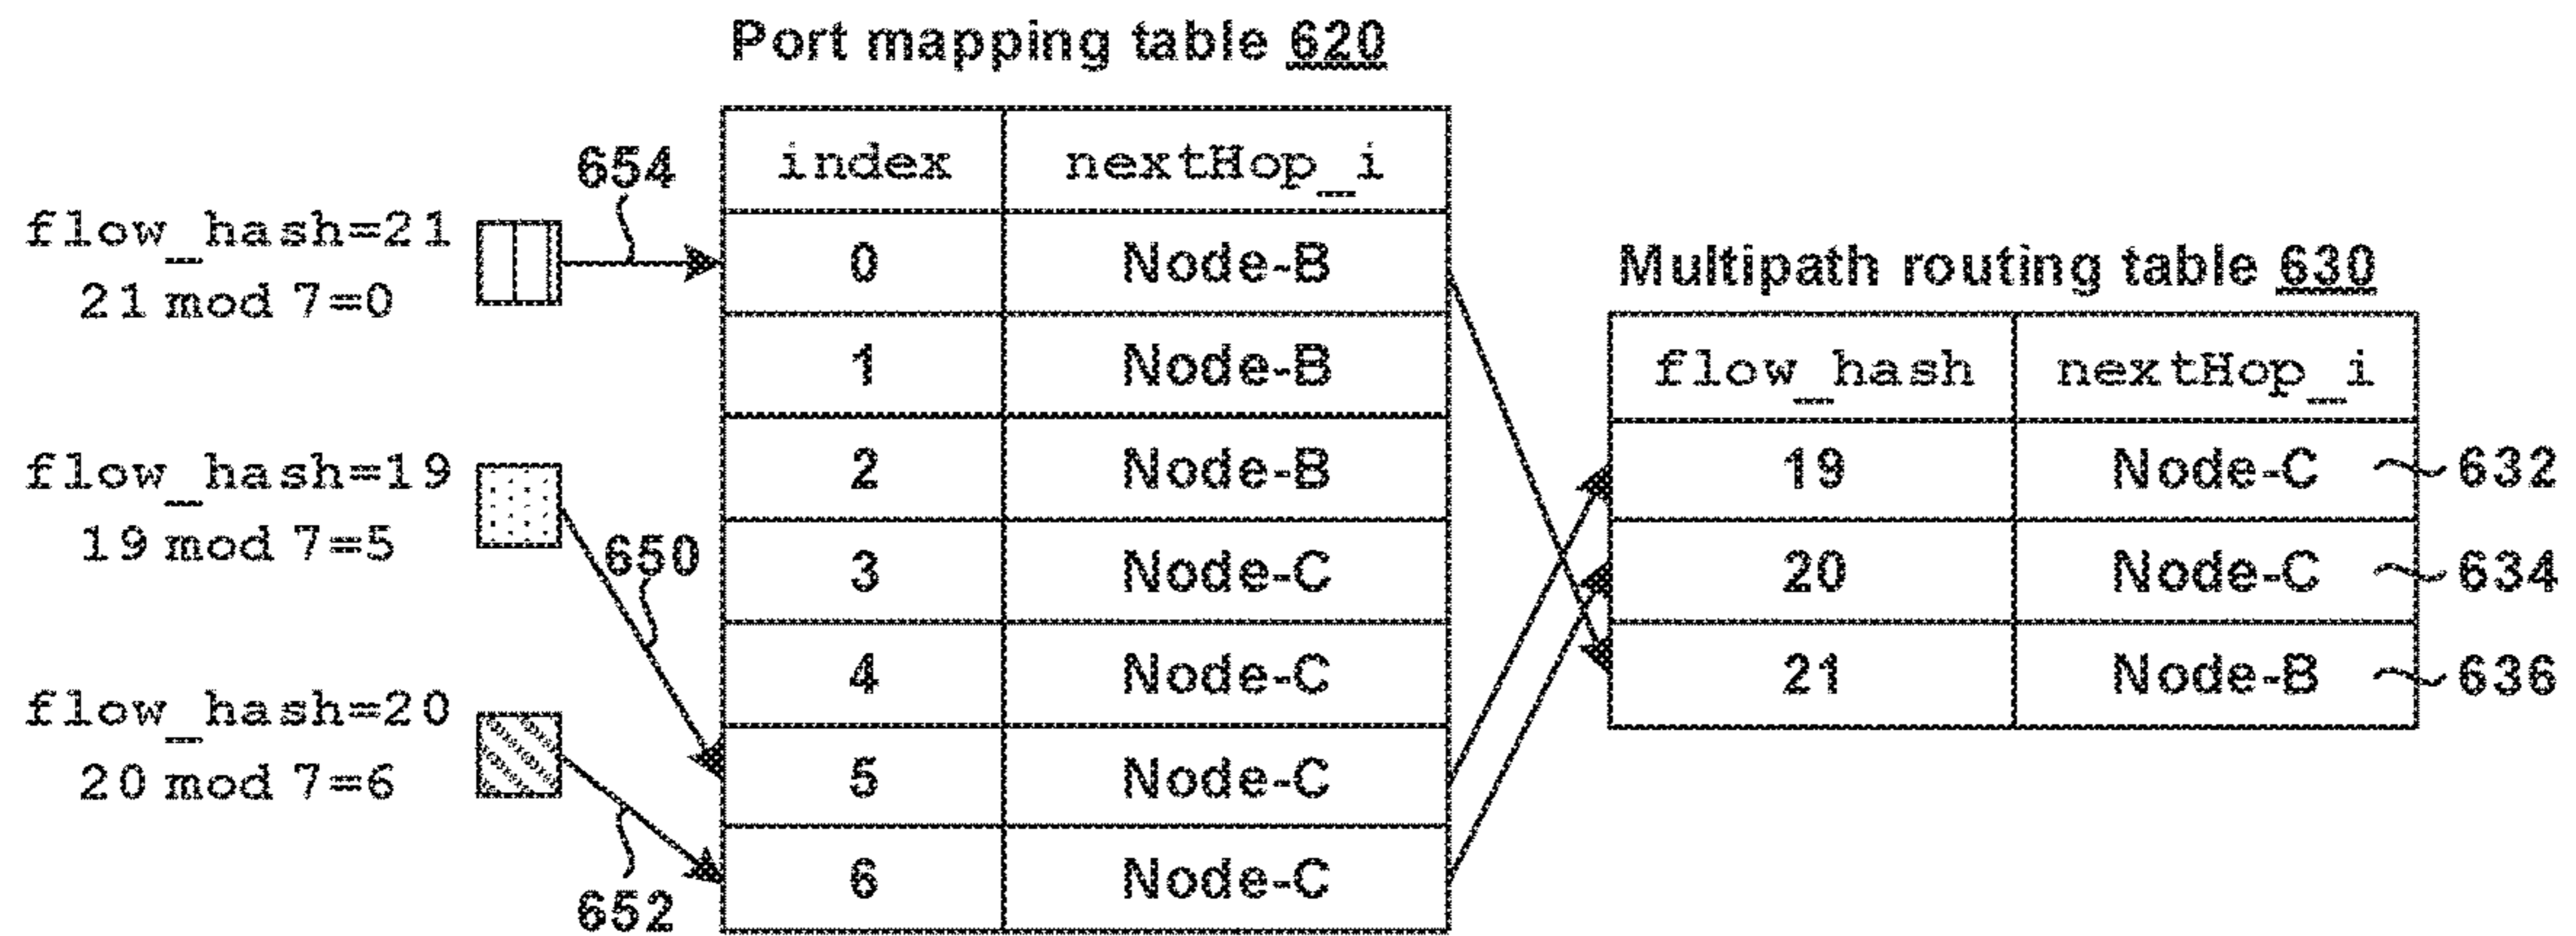 Port mapping table 620
index nextHop_i
0 Node-B
1 Node-B
2 Node-B
3 Node-C
4 Node-C
5 Node-C
6 Node-C
654
flow_hash=21
21 mod 7=0
flow_hash=19
19 mod 7=5
650
flow_hash=20
20 mod 7=6
652
Multipath routing table 630
flow_hash nextHop_i
19 Node-C 632
20 Node-C 634
21 Node-B 636